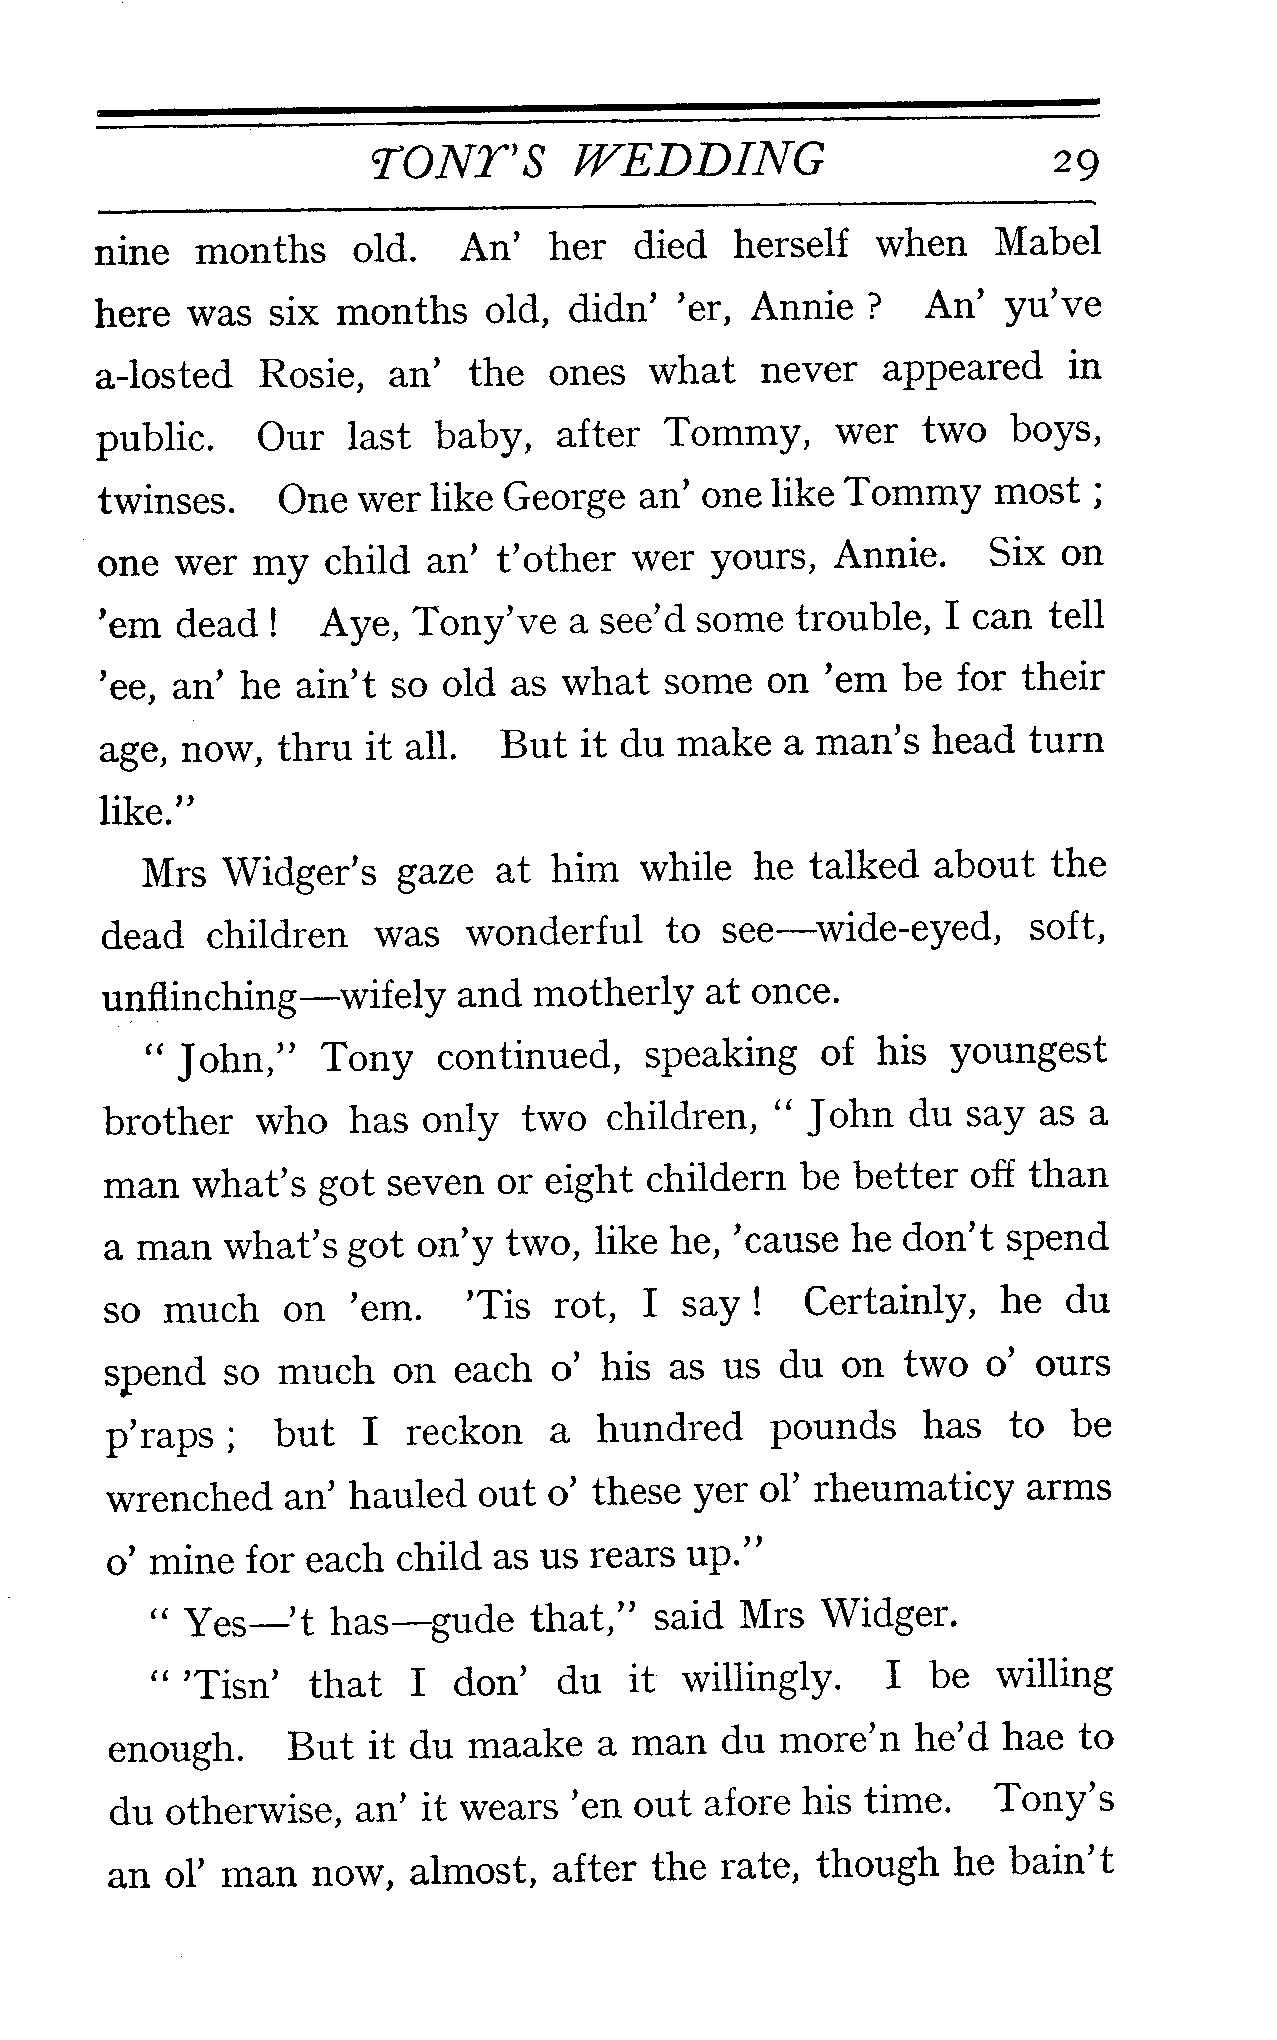 TONY'S WEDDING 29
nine months old. An' her died herself when Mabel
here was six months old, didn' 'er, Annie ? An' yu've
a-losted Rosie, an' the ones what never appeared in
public. Our last baby, after Tommy, wer two boys,
twinses. One wer like George an' one like Tommy most ;
one wer my child an' t'other wer yours, Annie. Six on
'em dead ! Aye, Tony've a see'd some trouble, I can tell
'ee, an' he ain't so old as what some on 'em be for their
age, now, thru it all. But it du make a man's head turn
like."
Mrs Widger's gaze at him while he talked about the
dead children was wonderful to see—wide-eyed, soft,
unflinching—wifely and motherly at once.
" John," Tony continued, speaking of his youngest
brother who has only two children, " John du say as a
man what's got seven or eight childern be better off than
a man what's got on'y two, like he, 'cause he don't spend
so much on 'em. 'Tis rot, I say ! Certainly, he du
spend so much on each o' his as us du on two o' ours
p'raps ; but I reckon a hundred pounds has to be
wrenched an' hauled out o' these yer ol' rheumaticy arms
o' mine for each child as us rears up."
" Yes—'t has—gude that," said Mrs Widger.
" 'Tisn' that I don' du it willingly. I be willing
enough. But it du maake a man du more'n he'd hae to
du otherwise, an' it wears 'en out afore his time. Tony's
an ol' man now, almost, after the rate, though he bain't